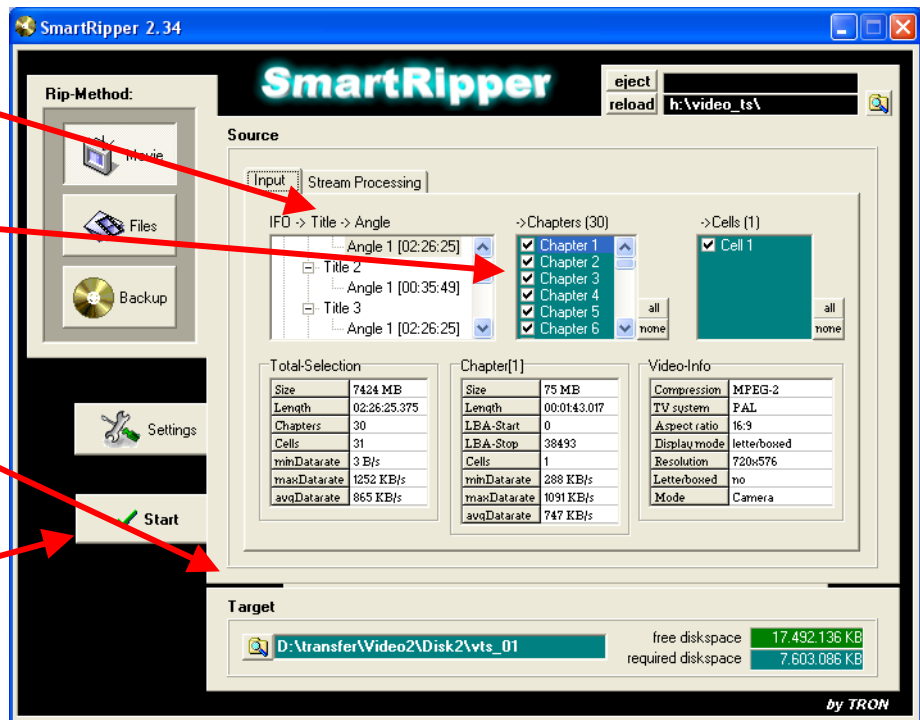 SmartRipper 2.34
SmartRipper
eject
reload h:\video_ts\
Rip-Method:
Movie
Files
Backup
Settings
Start
Source
Input Stream Processing
IFO -> Title -> Angle
Angle 1 [02:26:25]
Title 2
Angle 1 [00:35:49]
Title 3
Angle 1 [02:26:25]
->Chapters (30)
Chapter 1
Chapter 2
Chapter 3
Chapter 4
Chapter 5
Chapter 6
all
none
->Cells (1)
Cell 1
all
none
Total-Selection
Size 7424 MB
Length 02:26:25.375
Chapters 30
Cells 31
minDatarate 3 B/s
maxDatarate 1252 KB/s
avgDatarate 865 KB/s
Chapter[1]
Size 75 MB
Length 00:01:43.017
LBA-Start 0
LBA-Stop 38493
Cells 1
minDatarate 288 KB/s
maxDatarate 1091 KB/s
avgDatarate 747 KB/s
Video-Info
Compression MPEG-2
TV system PAL
Aspect ratio 16:9
Display mode letterboxed
Resolution 720x576
Letterboxed no
Mode Camera
Target
D:\transfer\Video2\Disk2\vts_01
free diskspace 17.492.136 KB
required diskspace 7.603.086 KB
by TRON